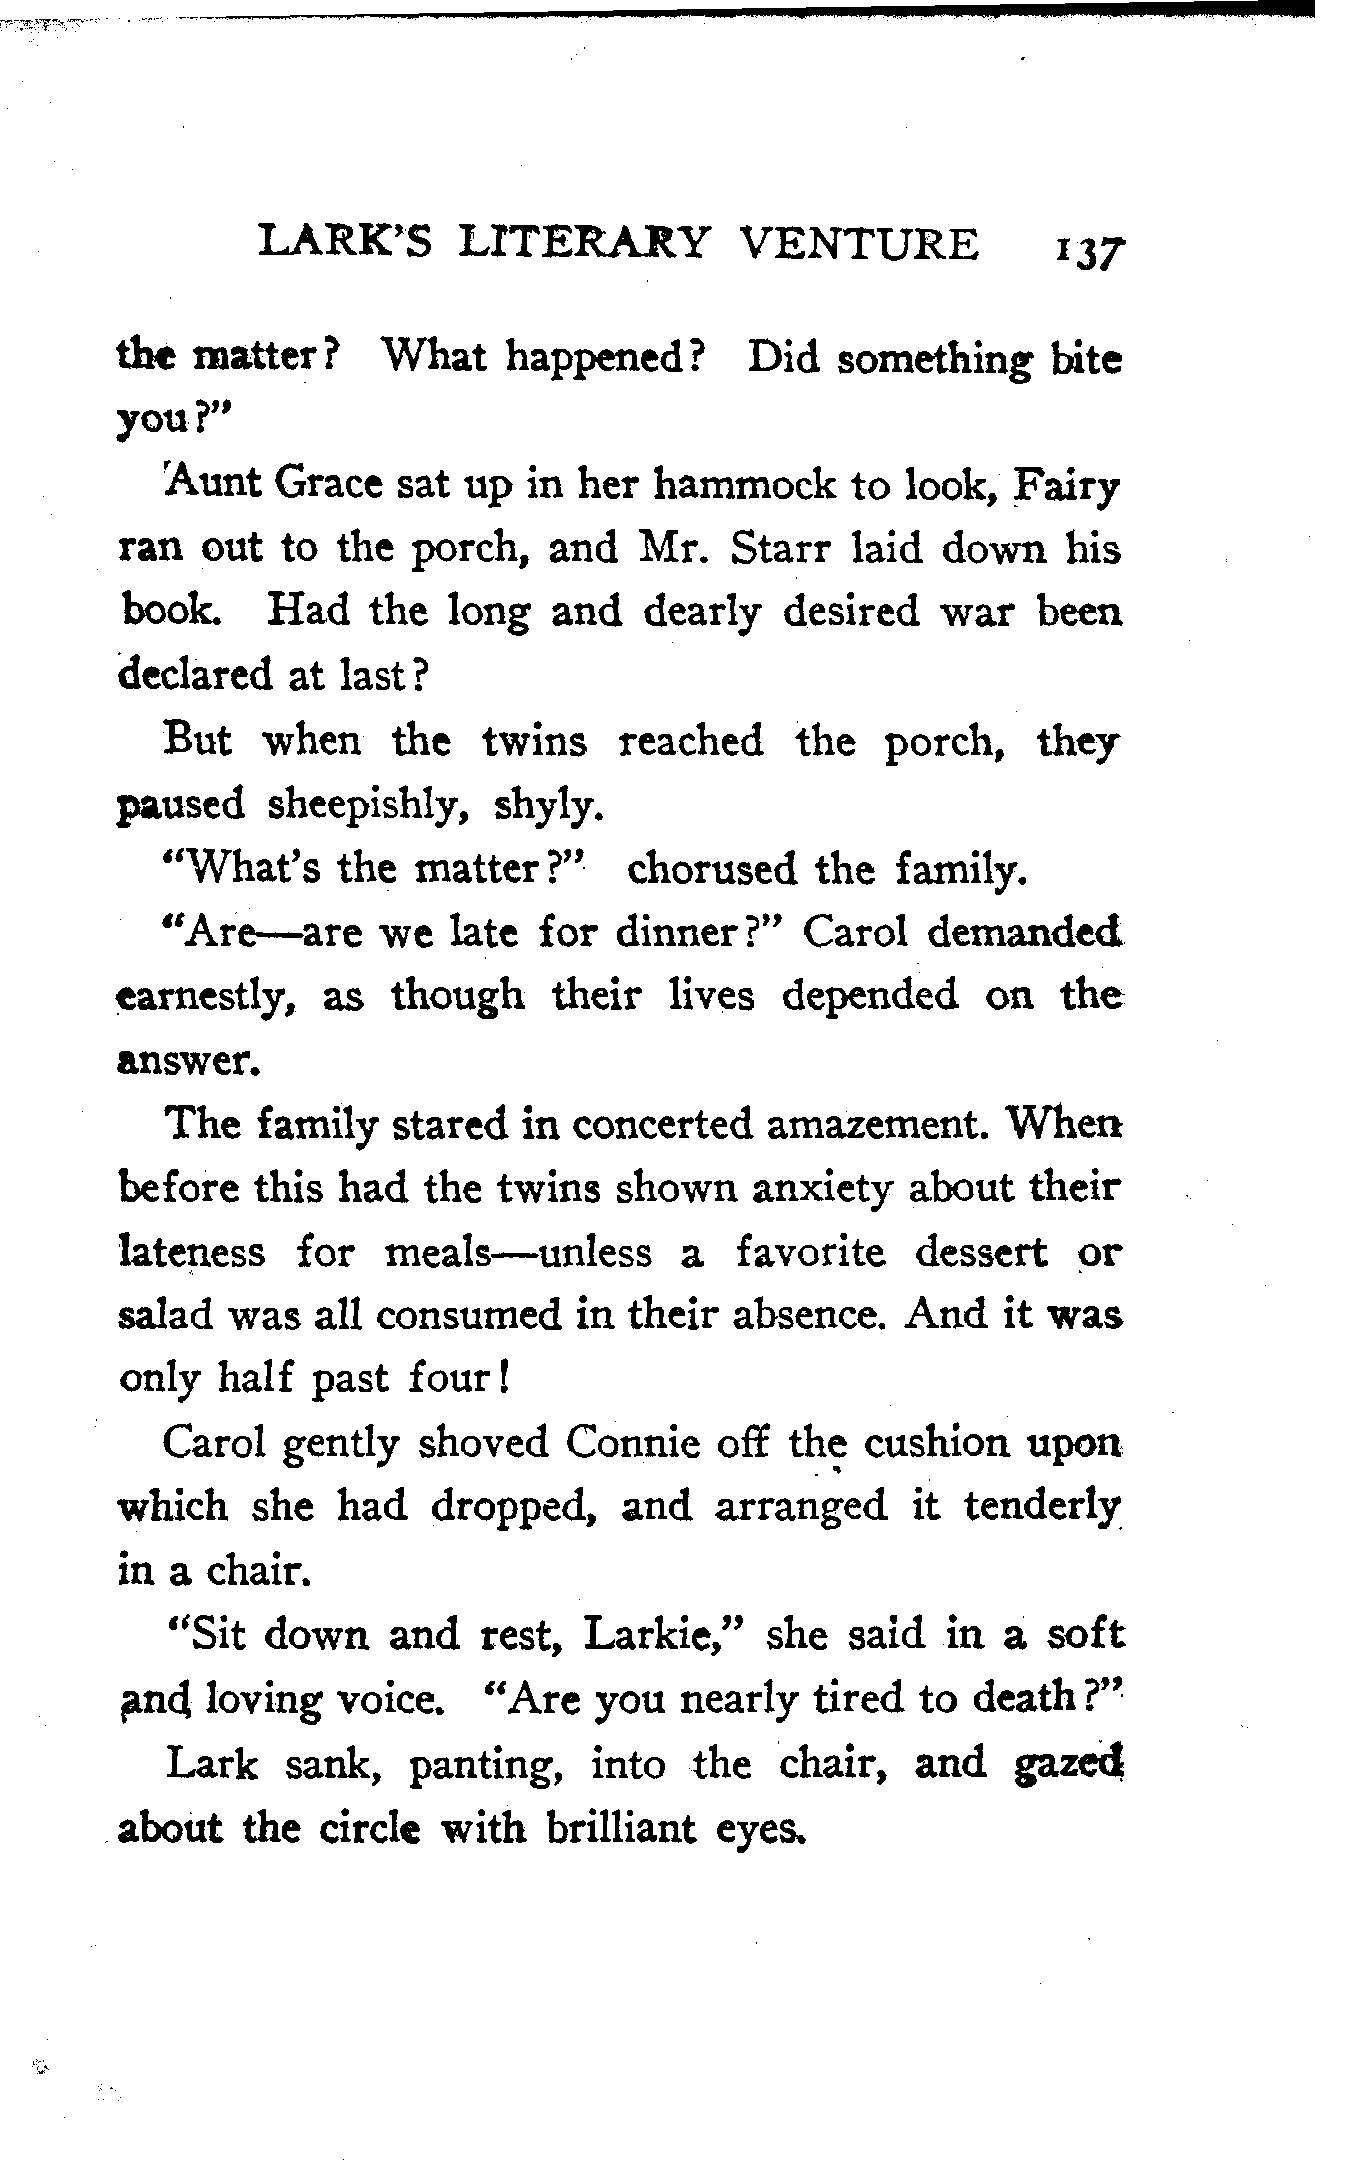 LARK'S LITERARY VENTURE 137
the matter? What happened? Did something bite
you?"
Aunt Grace sat up in her hammock to look, Fairy
ran out to the porch, and Mr. Starr laid down his
book. Had the long and dearly desired war been
declared at last?
But when the twins reached the porch, they
paused sheepishly, shyly.
"What's the matter?" chorused the family.
"Are—are we late for dinner?" Carol demanded
earnestly, as though their lives depended on the
answer.
The family stared in concerted amazement. When
before this had the twins shown anxiety about their
lateness for meals—unless a favorite dessert or
salad was all consumed in their absence. And it was
only half past four!
Carol gently shoved Connie off the cushion upon
which she had dropped, and arranged it tenderly
in a chair.
"Sit down and rest, Larkie," she said in a soft
and loving voice. "Are you nearly tired to death?"
Lark sank, panting, into the chair, and gazed
about the circle with brilliant eyes.